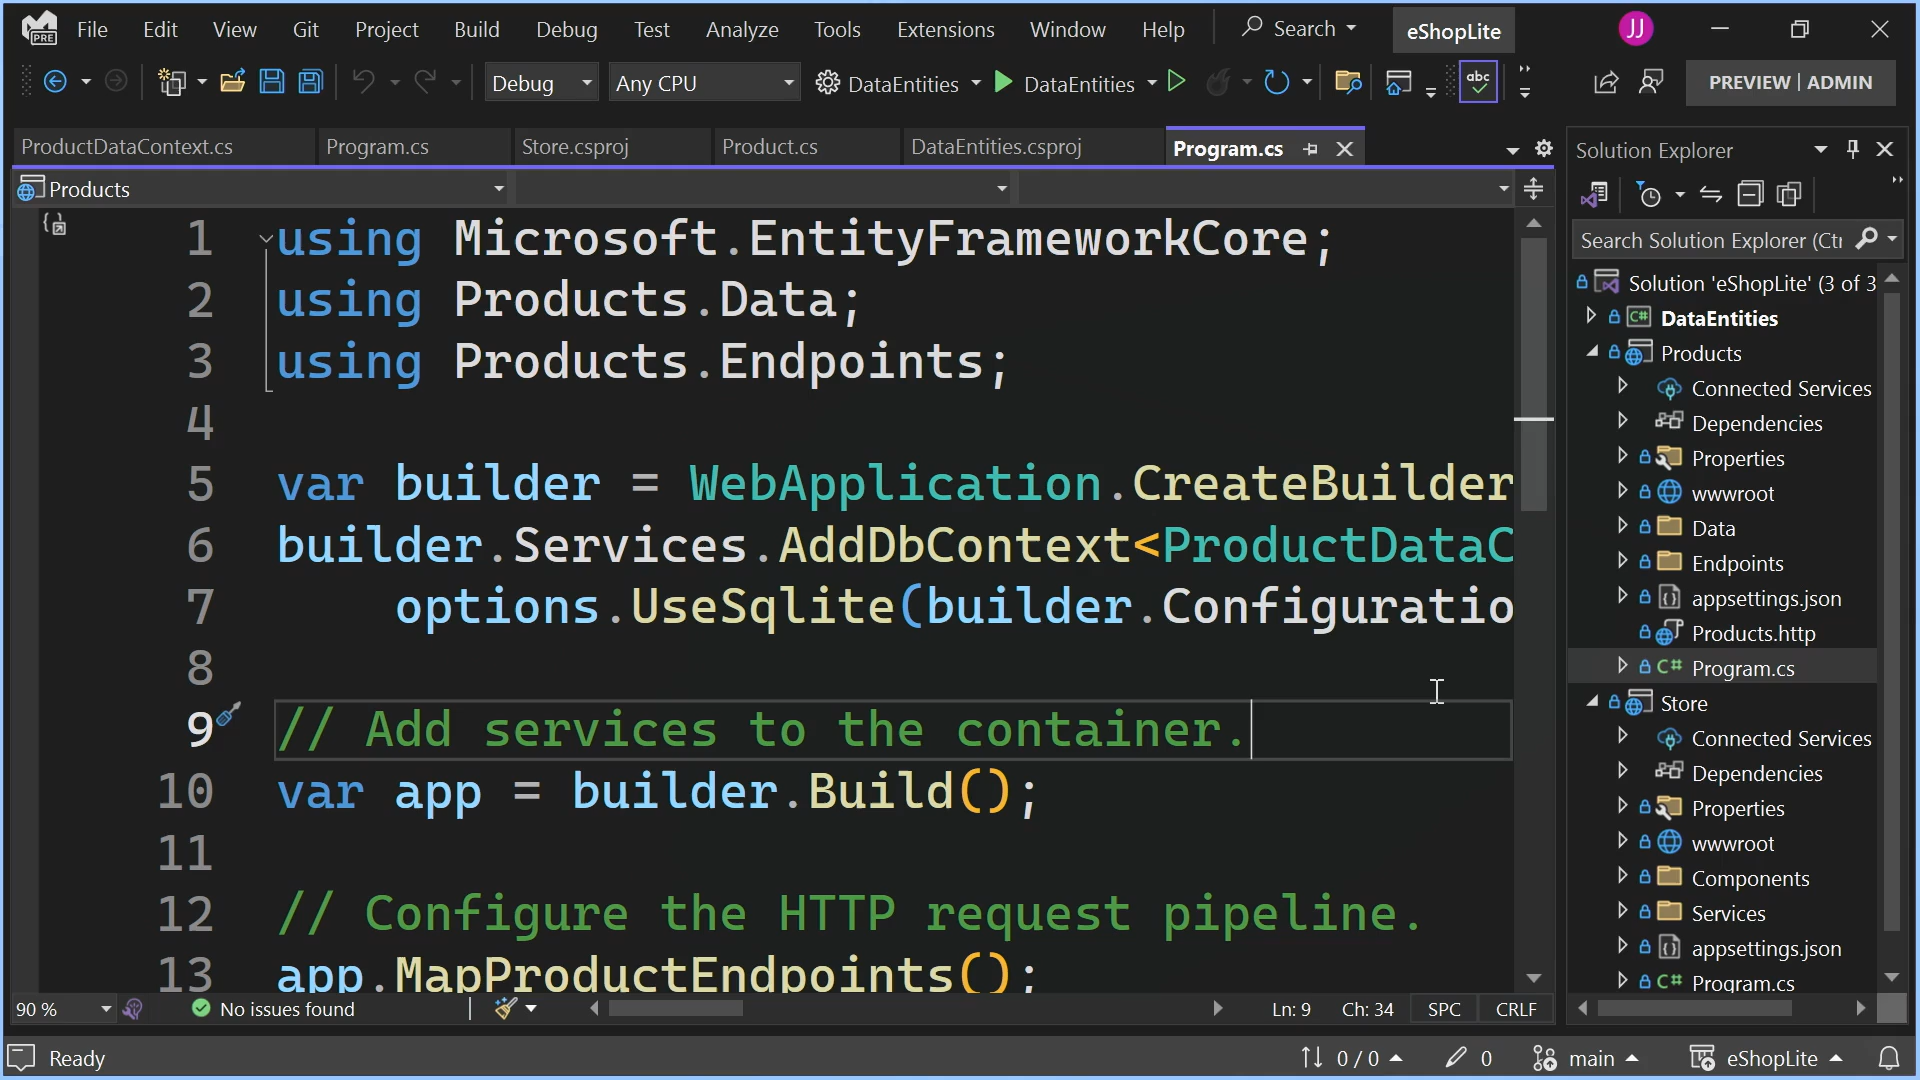 PRE File Edit View Git Project Build Debug Test Analyze Tools Extensions Window Help Search eShopLite JJ
Debug Any CPU DataEntities DataEntities abc PREVIEW | ADMIN
ProductDataContext.cs Program.cs Store.csproj Product.cs DataEntities.csproj Program.cs
Products
1 using Microsoft.EntityFrameworkCore;
2 using Products.Data;
3 using Products.Endpoints;
4
5 var builder = WebApplication.CreateBuilder
6 builder.Services.AddDbContext<ProductDataC
7 options.UseSqlite(builder.Configuratio
8
9 // Add services to the container.
10 var app = builder.Build();
11
12 // Configure the HTTP request pipeline.
13 app.MapProductEndpoints();
90 % No issues found Ln: 9 Ch: 34 SPC CRLF
Solution Explorer
Search Solution Explorer (Ctr
Solution 'eShopLite' (3 of 3
C# DataEntities
Products
Connected Services
Dependencies
Properties
wwwroot
Data
Endpoints
appsettings.json
Products.http
C# Program.cs
Store
Connected Services
Dependencies
Properties
wwwroot
Components
Services
appsettings.json
C# Program.cs
Ready 0 / 0 0 main eShopLite